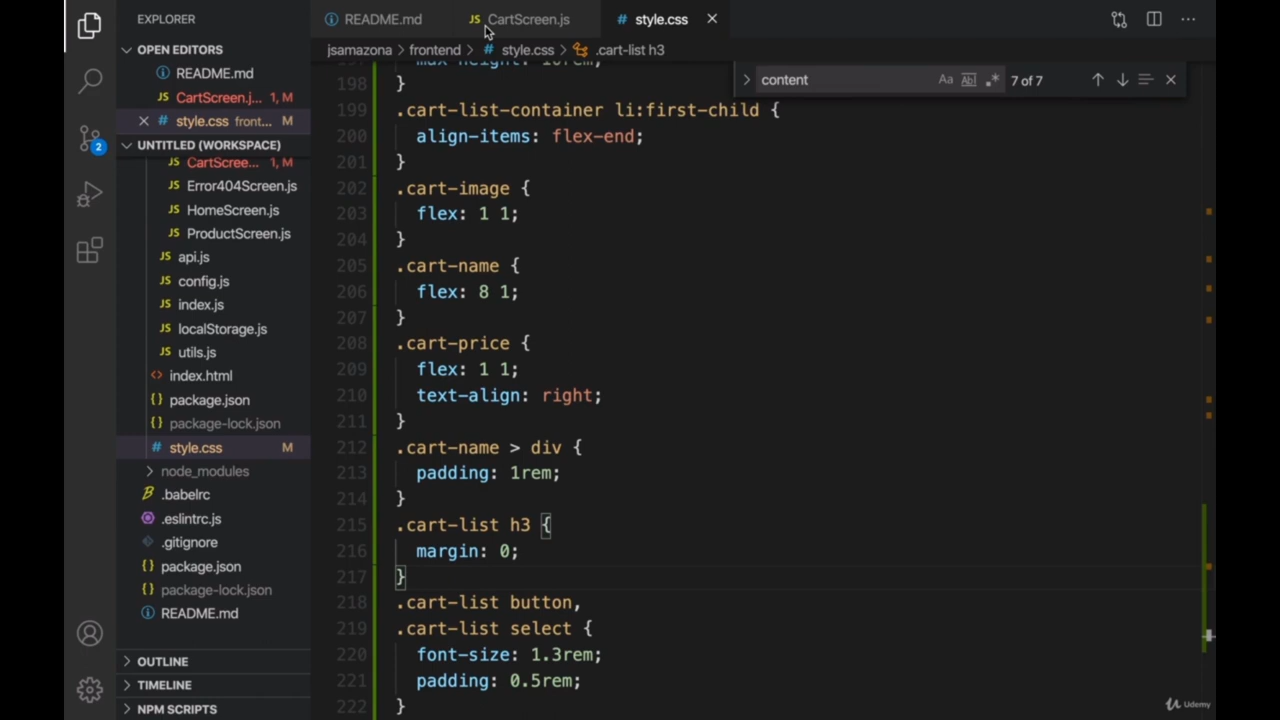 EXPLORER
README.md
CartScreen.js
style.css
OPEN EDITORS
jsamazona > frontend > style.css > .cart-list h3
README.md
CartScreen.j... 1, M
style.css front... M
UNTITLED (WORKSPACE)
CartScree... 1, M
Error404Screen.js
HomeScreen.js
ProductScreen.js
api.js
config.js
index.js
localStorage.js
utils.js
index.html
package.json
package-lock.json
style.css M
node_modules
.babelrc
.eslintrc.js
.gitignore
package.json
package-lock.json
README.md
OUTLINE
TIMELINE
NPM SCRIPTS
2
content
Aa Abl 7 of 7
198 }
199 .cart-list-container li:first-child {
200 align-items: flex-end;
201 }
202 .cart-image {
203 flex: 1 1;
204 }
205 .cart-name {
206 flex: 8 1;
207 }
208 .cart-price {
209 flex: 1 1;
210 text-align: right;
211 }
212 .cart-name > div {
213 padding: 1rem;
214 }
215 .cart-list h3 {
216 margin: 0;
217 }
218 .cart-list button,
219 .cart-list select {
220 font-size: 1.3rem;
221 padding: 0.5rem;
222 }
Udemy